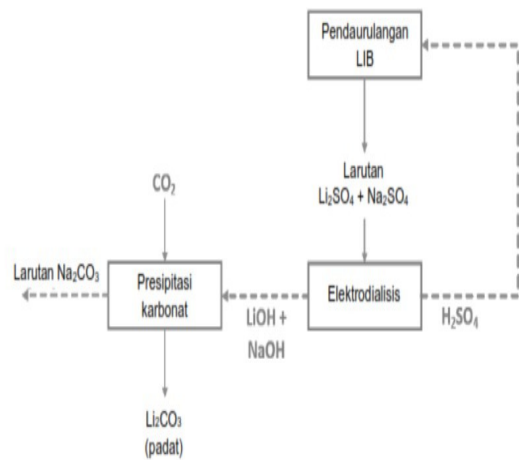 Pendaurulangan
LIB
Larutan
Li₂SO₄ + Na₂SO₄
CO₂
Larutan Na₂CO₃
Presipitasi
karbonat
Elektrodialisis
LiOH +
NaOH
H₂SO₄
Li₂CO₃
(padat)